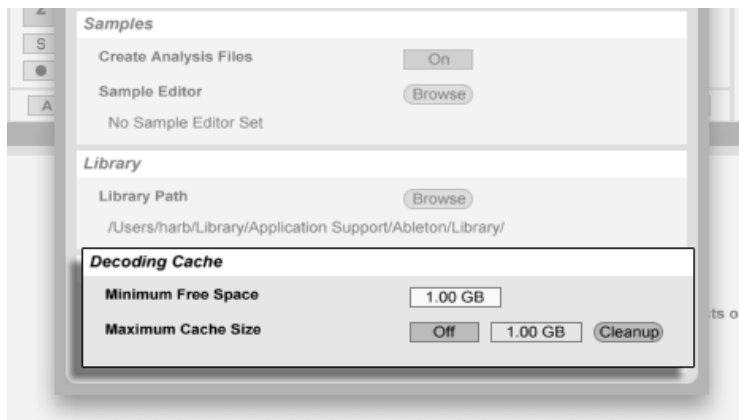 Z
Samples
S
Create Analysis Files On
Sample Editor Browse
A
No Sample Editor Set
Library
Library Path Browse
/Users/harb/Library/Application Support/Ableton/Library/
Decoding Cache
Minimum Free Space 1.00 GB
ts o
Maximum Cache Size Off 1.00 GB Cleanup